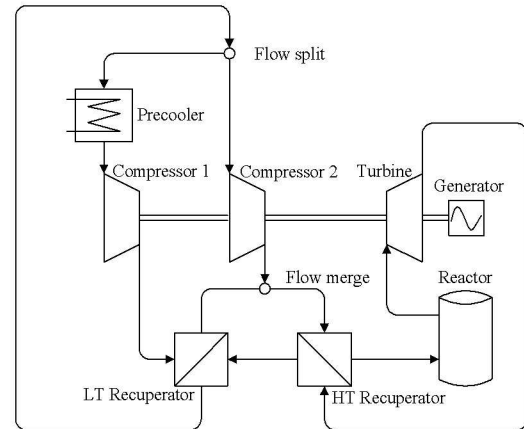 Flow split
Precooler
Compressor 1
Compressor 2
Turbine
Generator
Flow merge
Reactor
LT Recuperator
HT Recuperator